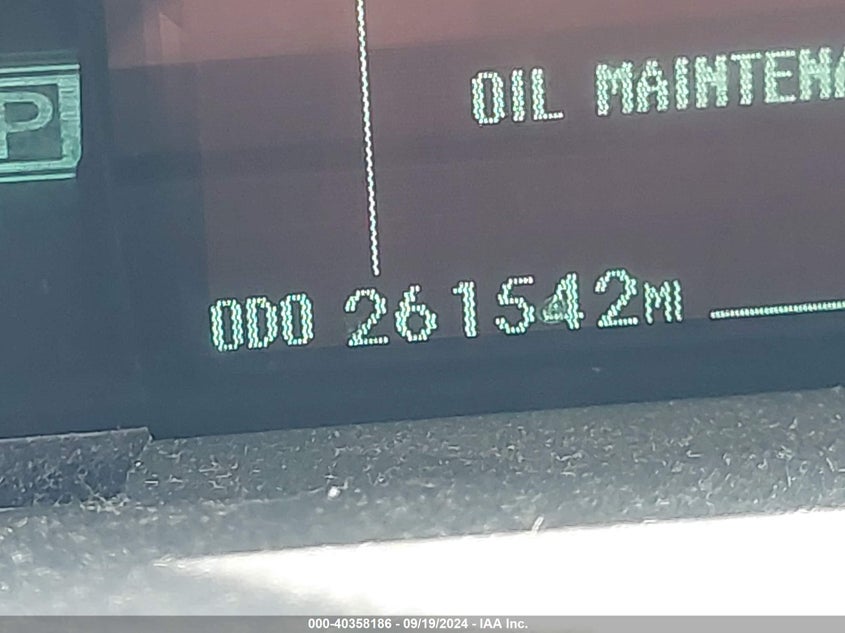 P
OIL MAINTENA
ODO 261542MI
000-40358186 - 09/19/2024 - IAA Inc.